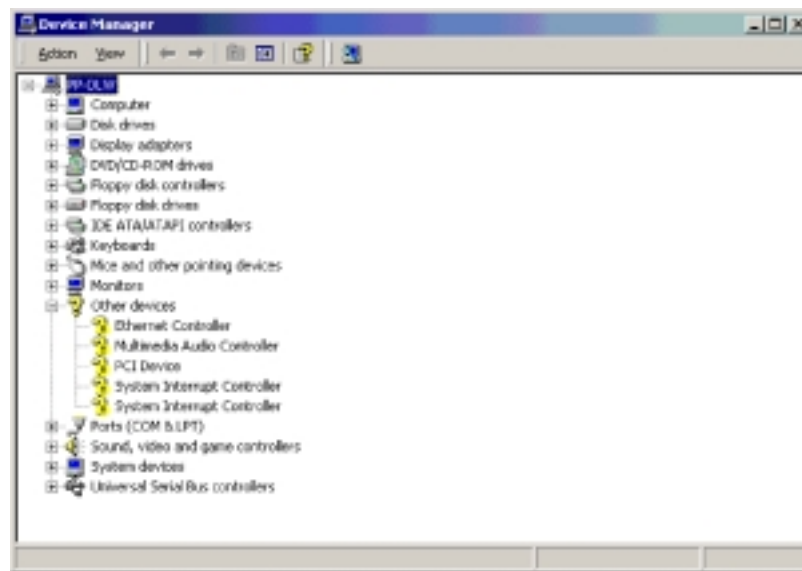 Device Manager
Action View
Computer
Disk drives
Display adapters
DVD/CD-ROM drives
Floppy disk controllers
Floppy disk drives
IDE ATA/ATAPI controllers
Keyboards
Mice and other pointing devices
Monitors
Other devices
Ethernet Controller
Multimedia Audio Controller
PCI Device
System Interrupt Controller
System Interrupt Controller
Ports (COM & LPT)
Sound, video and game controllers
System devices
Universal Serial Bus controllers